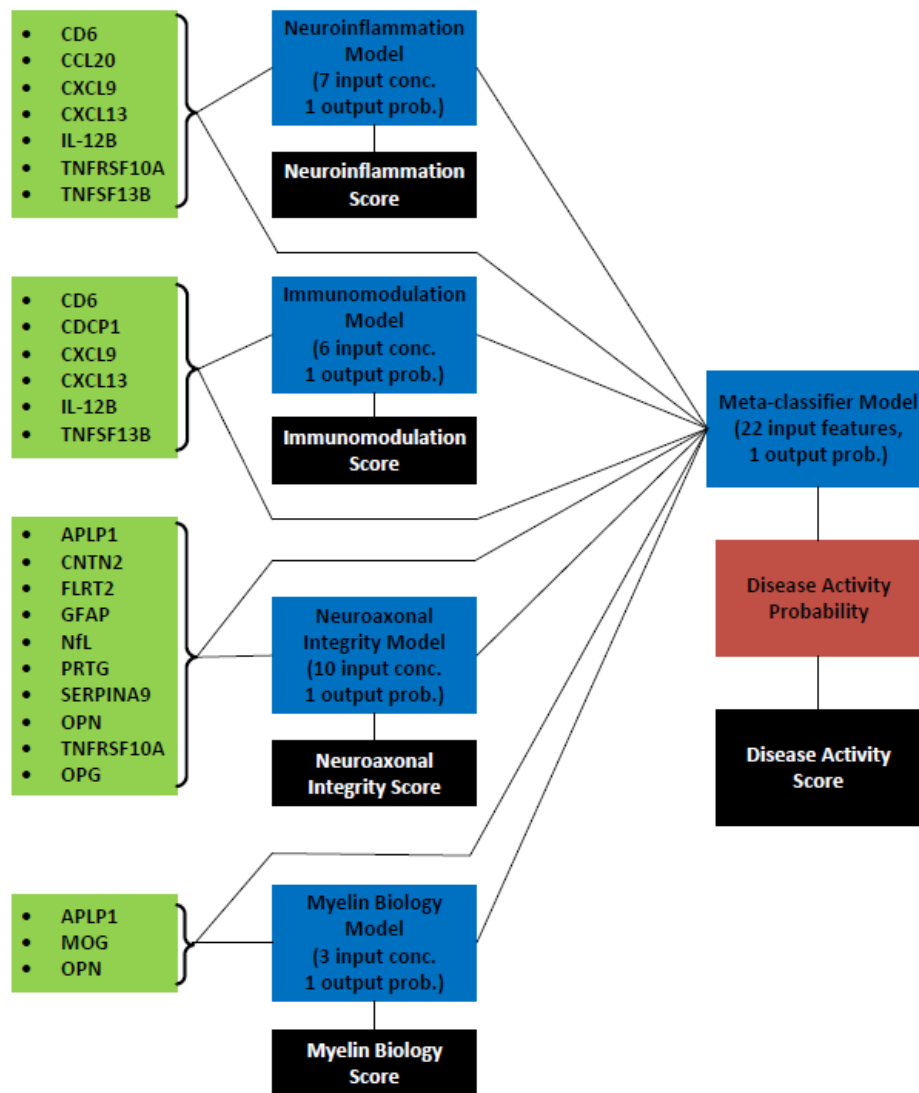 • CD6
• CCL20
• CXCL9
• CXCL13
• IL-12B
• TNFRSF10A
• TNFSF13B
Neuroinflammation
Model
(7 input conc.
1 output prob.)
Neuroinflammation
Score
• CD6
• CDCP1
• CXCL9
• CXCL13
• IL-12B
• TNFSF13B
Immunomodulation
Model
(6 input conc.
1 output prob.)
Immunomodulation
Score
• APLP1
• CNTN2
• FLRT2
• GFAP
• NfL
• PRTG
• SERPINA9
• OPN
• TNFRSF10A
• OPG
Neuroaxonal
Integrity Model
(10 input conc.
1 output prob.)
Neuroaxonal
Integrity Score
• APLP1
• MOG
• OPN
Myelin Biology
Model
(3 input conc.
1 output prob.)
Myelin Biology
Score
Meta-classifier Model
(22 input features,
1 output prob.)
Disease Activity
Probability
Disease Activity
Score